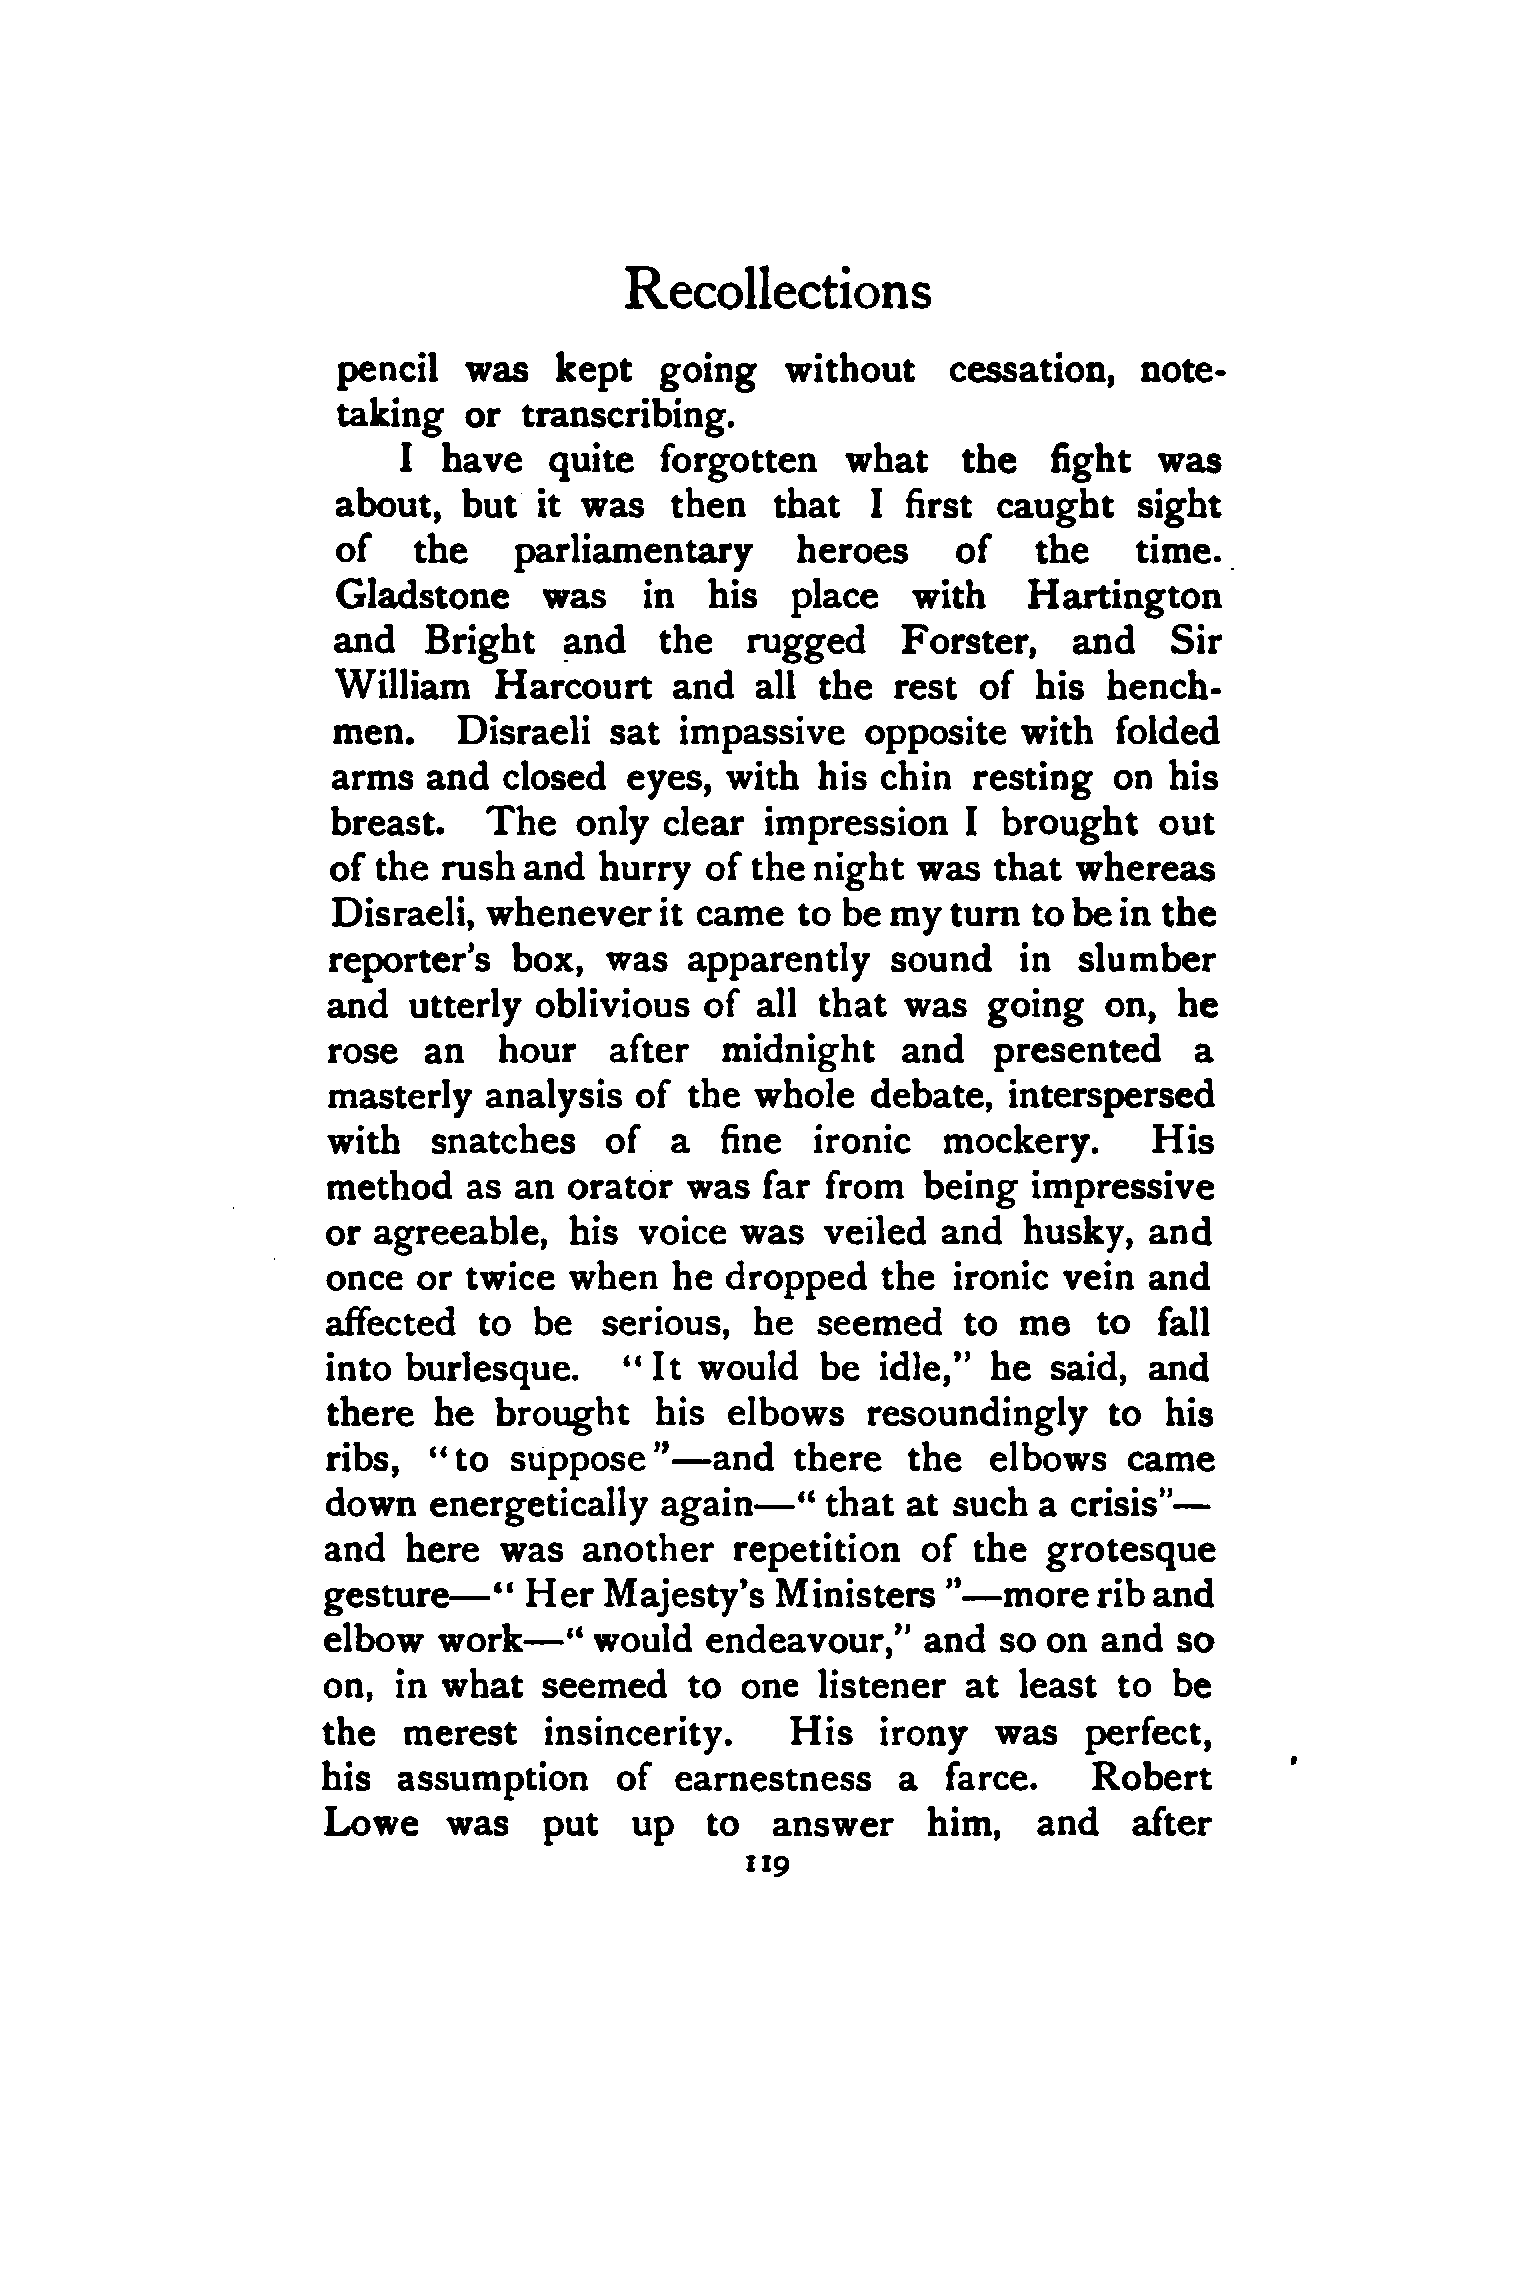 Recollections
pencil was kept going without cessation, note-
taking or transcribing.
I have quite forgotten what the fight was
about, but it was then that I first caught sight
of the parliamentary heroes of the time.
Gladstone was in his place with Hartington
and Bright and the rugged Forster, and Sir
William Harcourt and all the rest of his hench-
men. Disraeli sat impassive opposite with folded
arms and closed eyes, with his chin resting on his
breast. The only clear impression I brought out
of the rush and hurry of the night was that whereas
Disraeli, whenever it came to be my turn to be in the
reporter's box, was apparently sound in slumber
and utterly oblivious of all that was going on, he
rose an hour after midnight and presented a
masterly analysis of the whole debate, interspersed
with snatches of a fine ironic mockery. His
method as an orator was far from being impressive
or agreeable, his voice was veiled and husky, and
once or twice when he dropped the ironic vein and
affected to be serious, he seemed to me to fall
into burlesque. "It would be idle," he said, and
there he brought his elbows resoundingly to his
ribs, "to suppose"—and there the elbows came
down energetically again—"that at such a crisis"—
and here was another repetition of the grotesque
gesture—"Her Majesty's Ministers"—more rib and
elbow work—"would endeavour," and so on and so
on, in what seemed to one listener at least to be
the merest insincerity. His irony was perfect,
his assumption of earnestness a farce. Robert
Lowe was put up to answer him, and after
119